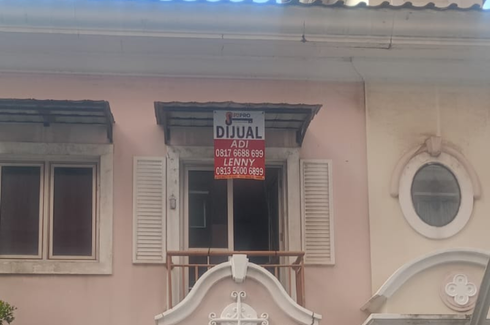 DIJUAL
ADI
0817 6688 699
LENNY
0813 5000 6899